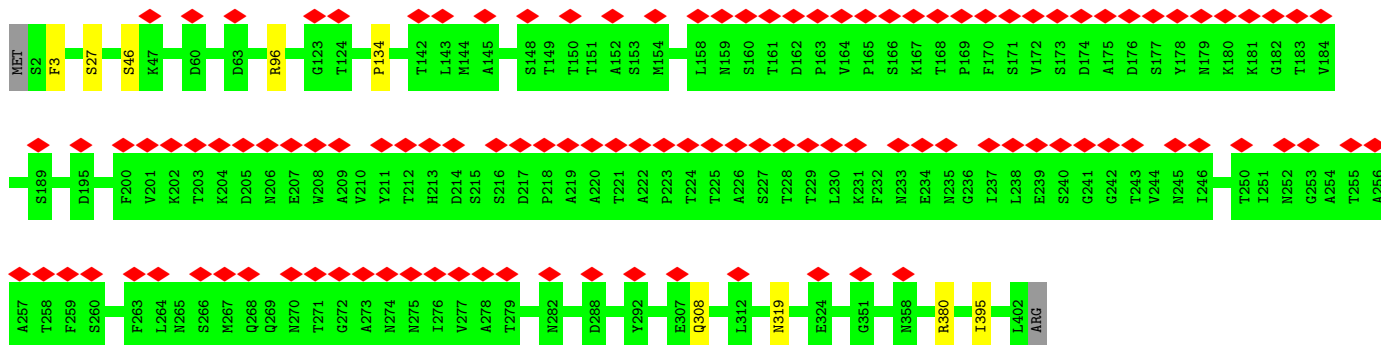 MET S2 F3 S27 S46 K47 D60 D63 R96 G123 T124 P134 T142 L143 M144 A145 S148 T149 T150 T151 A152 S153 M154 L158 N159 S160 T161 D162 P163 V164 P165 S166 K167 T168 P169 F170 S171 V172 S173 D174 A175 D176 S177 Y178 N179 K180 K181 G182 T183 V184
S189 D195 F200 V201 K202 T203 K204 D205 N206 E207 W208 A209 V210 Y211 T212 H213 D214 S215 S216 D217 P218 A219 A220 T221 A222 P223 T224 T225 A226 S227 T228 T229 L230 K231 F232 N233 E234 N235 G236 I237 L238 E239 S240 G241 G242 T243 V244 N245 I246 T250 I251 N252 G253 A254 T255 A256
A257 T258 F259 S260 F263 L264 N265 S266 M267 Q268 Q269 N270 T271 G272 A273 N274 N275 I276 V277 A278 T279 N282 D288 Y292 E307 Q308 L312 N319 E324 G351 N358 R380 I395 L402 ARG